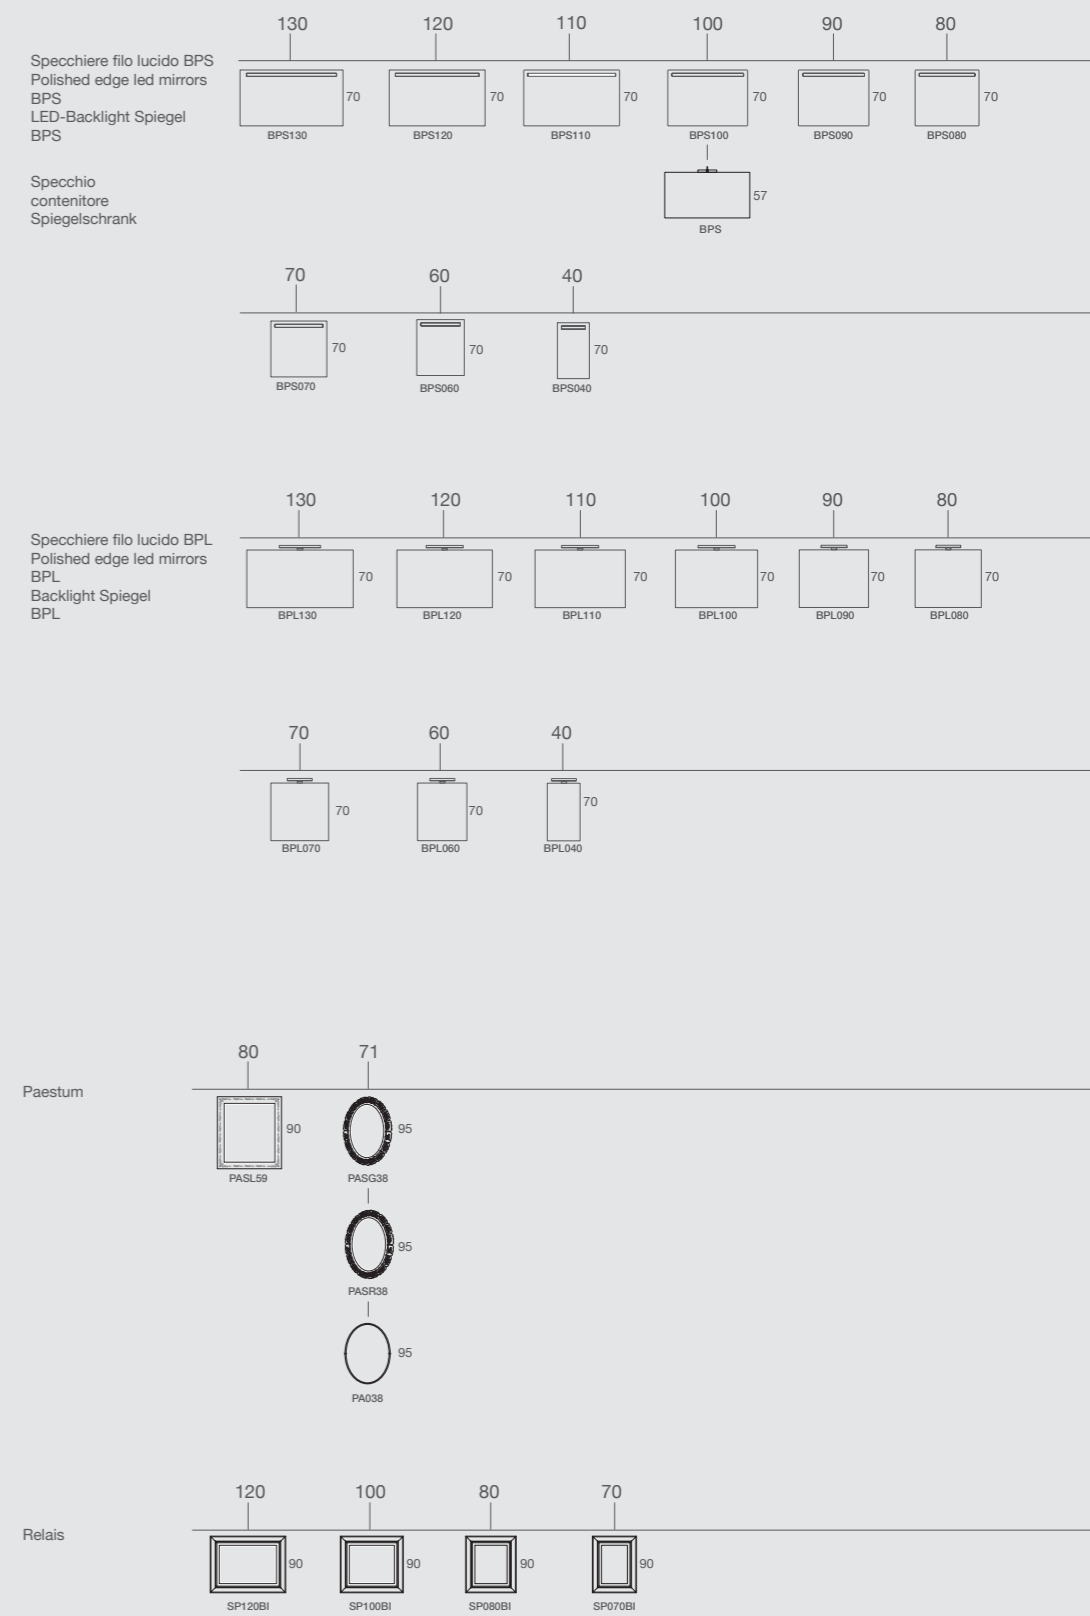 130 120 110 100 90 80
Specchiere filo lucido BPS
Polished edge led mirrors
BPS
LED-Backlight Spiegel
BPS
70 70 70 70 70 70
BPS130 BPS120 BPS110 BPS100 BPS090 BPS080
Specchio
contenitore
Spiegelschrank
57
BPS
70 60 40
70 70 70
BPS070 BPS060 BPS040
130 120 110 100 90 80
Specchiere filo lucido BPL
Polished edge led mirrors
BPL
Backlight Spiegel
BPL
70 70 70 70 70 70
BPL130 BPL120 BPL110 BPL100 BPL090 BPL080
70 60 40
70 70 70
BPL070 BPL060 BPL040
80 71
Paestum
90 95
PASL59 PASG38
95
PASR38
95
PA038
120 100 80 70
Relais
90 90 90 90
SP120BI SP100BI SP080BI SP070BI